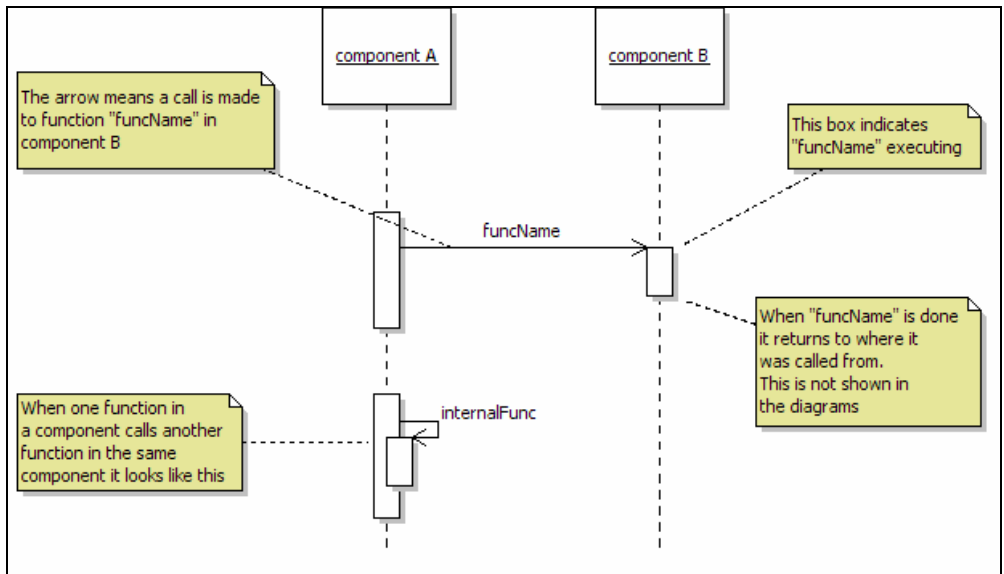 component A
component B
The arrow means a call is made
to function "funcName" in
component B
This box indicates
"funcName" executing
funcName
When "funcName" is done
it returns to where it
was called from.
This is not shown in
the diagrams
When one function in
a component calls another
function in the same
component it looks like this
internalFunc